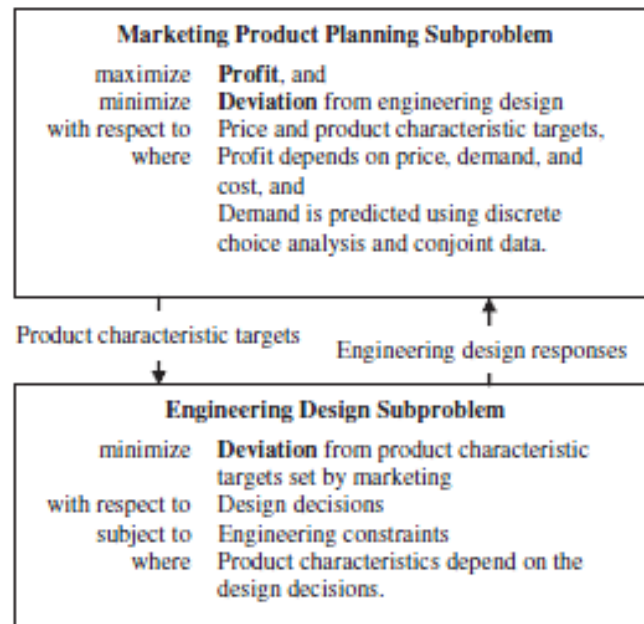 Marketing Product Planning Subproblem
maximize Profit, and
minimize Deviation from engineering design
with respect to Price and product characteristic targets,
where Profit depends on price, demand, and
cost, and
Demand is predicted using discrete
choice analysis and conjoint data.
Product characteristic targets
Engineering design responses
Engineering Design Subproblem
minimize Deviation from product characteristic
targets set by marketing
with respect to Design decisions
subject to Engineering constraints
where Product characteristics depend on the
design decisions.